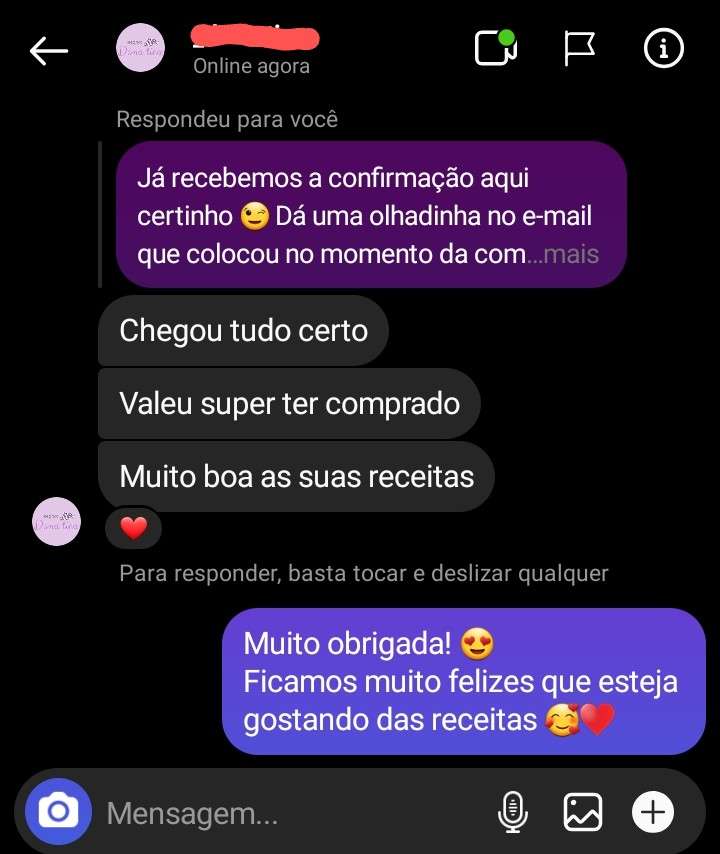 Online agora
Respondeu para você
Já recebemos a confirmação aqui
certinho 😉 Dá uma olhadinha no e-mail
que colocou no momento da com...mais
Chegou tudo certo
Valeu super ter comprado
Muito boa as suas receitas
❤️
Para responder, basta tocar e deslizar qualquer
Muito obrigada! 😍
Ficamos muito felizes que esteja
gostando das receitas 🥰❤️
Mensagem...